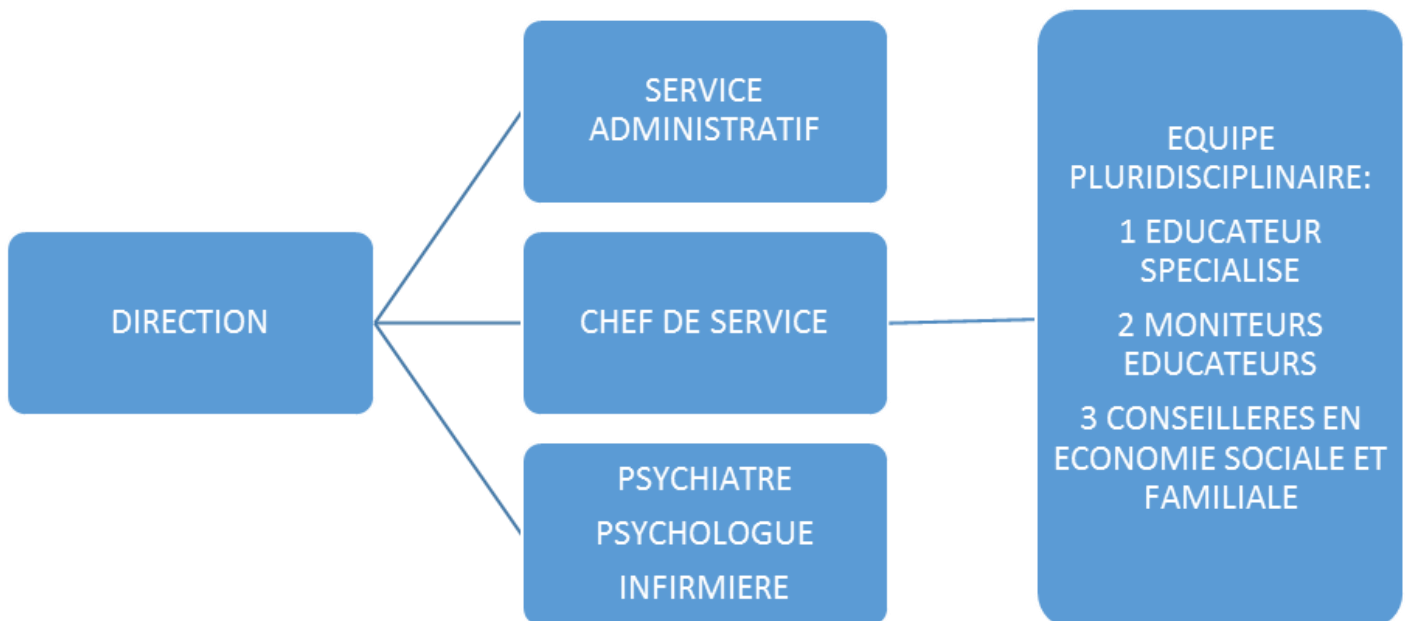 DIRECTION
SERVICE
ADMINISTRATIF
CHEF DE SERVICE
PSYCHIATRE
PSYCHOLOGUE
INFIRMIERE
EQUIPE
PLURIDISCIPLINAIRE:
1 EDUCATEUR
SPECIALISE
2 MONITEURS
EDUCATEURS
3 CONSEILLERES EN
ECONOMIE SOCIALE ET
FAMILIALE